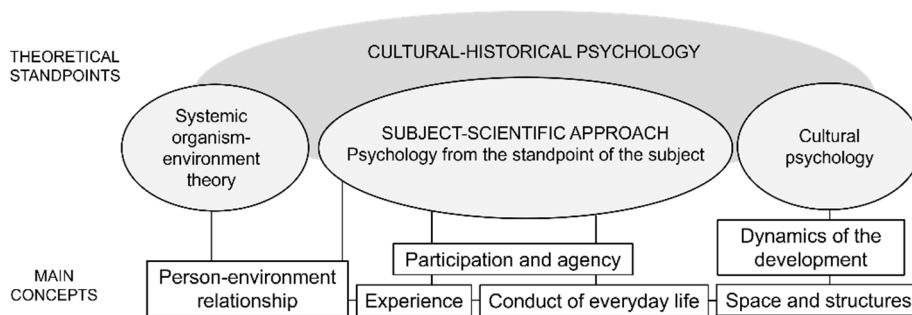 THEORETICAL
STANDPOINTS
CULTURAL-HISTORICAL PSYCHOLOGY
Systemic
organism-
environment
theory
SUBJECT-SCIENTIFIC APPROACH
Psychology from the standpoint of the subject
Cultural
psychology
MAIN
CONCEPTS
Person-environment
relationship
Participation and agency
Experience
Conduct of everyday life
Dynamics of the
development
Space and structures